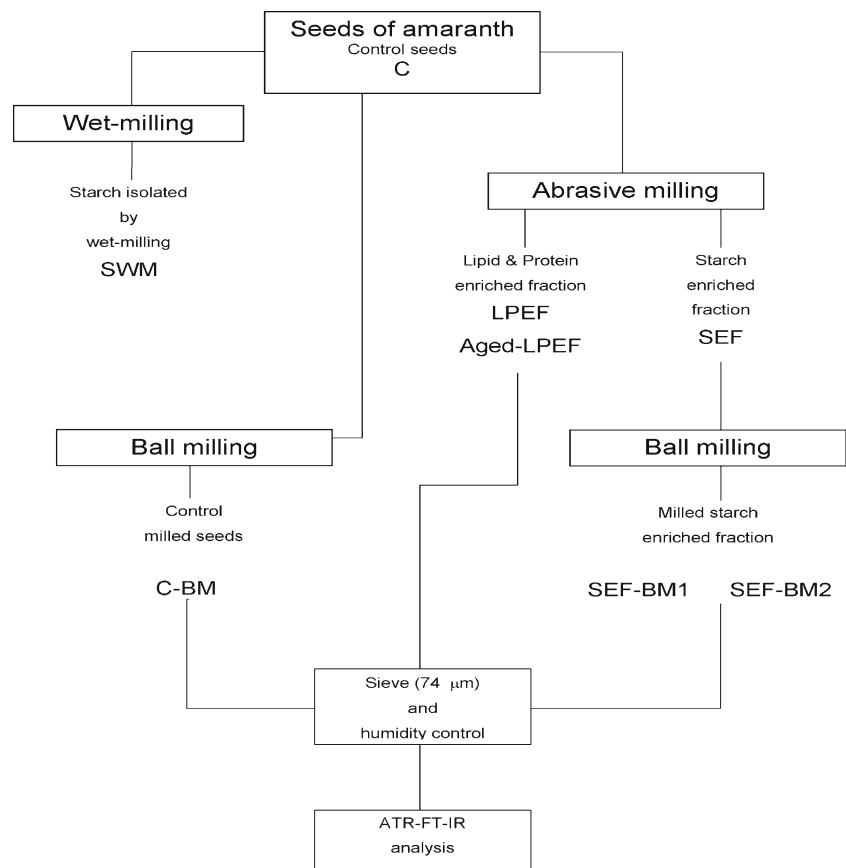 Seeds of amaranth
Control seeds
C
Wet-milling
Starch isolated
by
wet-milling
SWM
Abrasive milling
Lipid & Protein
enriched fraction
LPEF
Aged-LPEF
Starch
enriched
fraction
SEF
Ball milling
Control
milled seeds
C-BM
Ball milling
Milled starch
enriched fraction
SEF-BM1 SEF-BM2
Sieve (74 μm)
and
humidity control
ATR-FT-IR
analysis